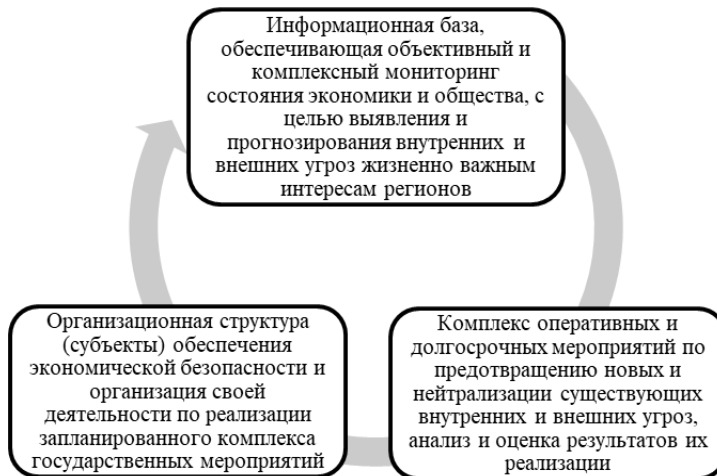 Информационная база,
обеспечивающая объективный и
комплексный мониторинг
состояния экономики и общества, с
целью выявления и
прогнозирования внутренних и
внешних угроз жизненно важным
интересам регионов
Организационная структура
(субъекты) обеспечения
экономической безопасности и
организация своей
деятельности по реализации
запланированного комплекса
государственных мероприятий
Комплекс оперативных и
долгосрочных мероприятий по
предотвращению новых и
нейтрализации существующих
внутренних и внешних угроз,
анализ и оценка результатов их
реализации